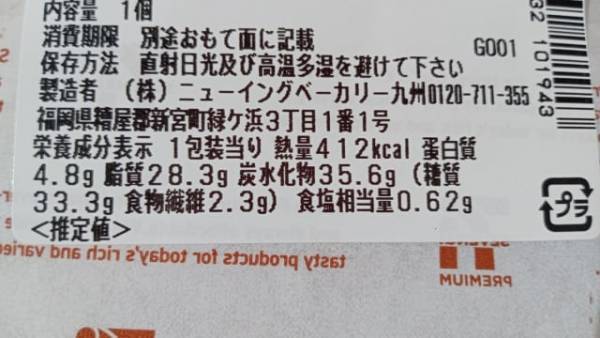 内容量 1個
消費期限 別途おもて面に記載
G001
保存方法 直射日光及び高温多湿を避けて下さい
製造者 (株)ニューイングベーカリー九州0120-711-355
福岡県糟屋郡新宮町緑ケ浜3丁目1番1号
栄養成分表示 1包装当り 熱量412kcal 蛋白質
4.8g 脂質28.3g 炭水化物35.6g (糖質
33.3g 食物繊維2.3g) 食塩相当量0.62g
<推定値>
プラ
32 101943
tasty products for today's rich and varie
PREMIUM